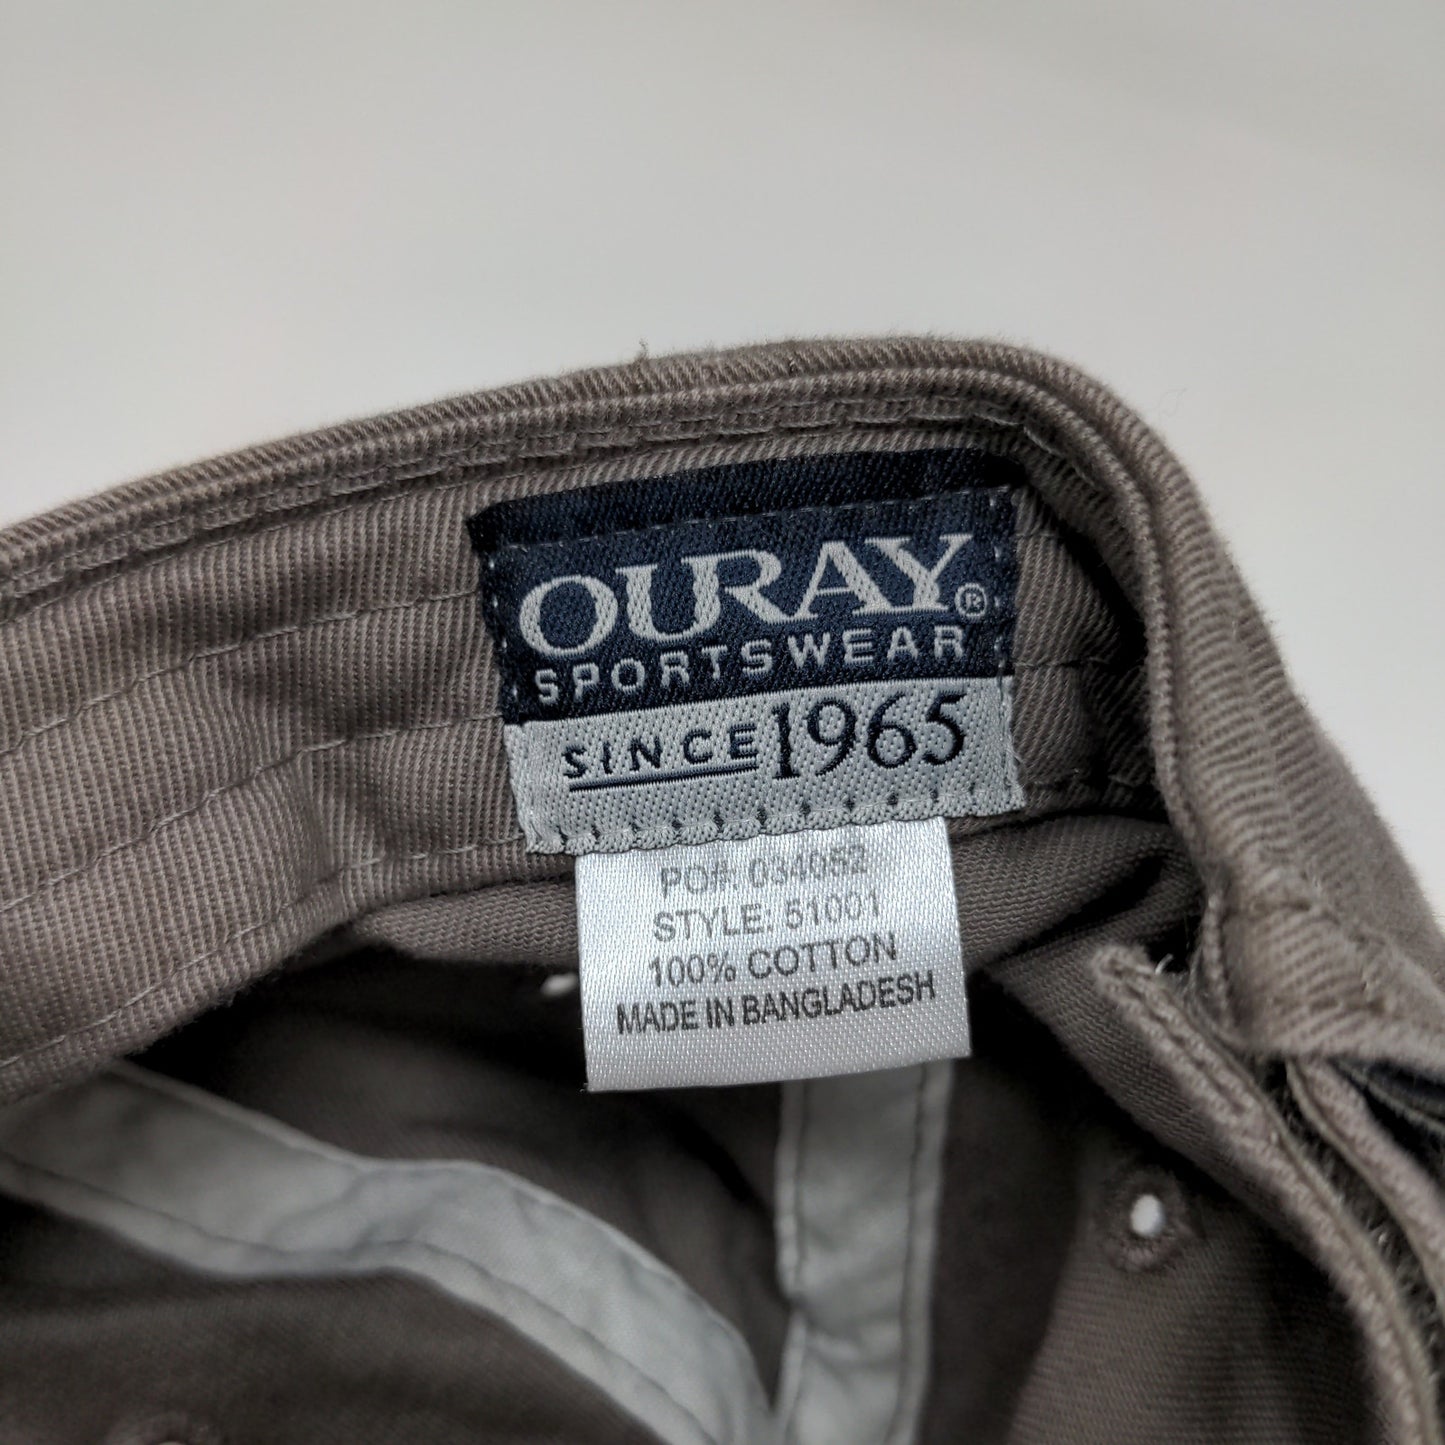 OURAY®
SPORTSWEAR
SINCE 1965
PO#: 034052
STYLE: 51001
100% COTTON
MADE IN BANGLADESH